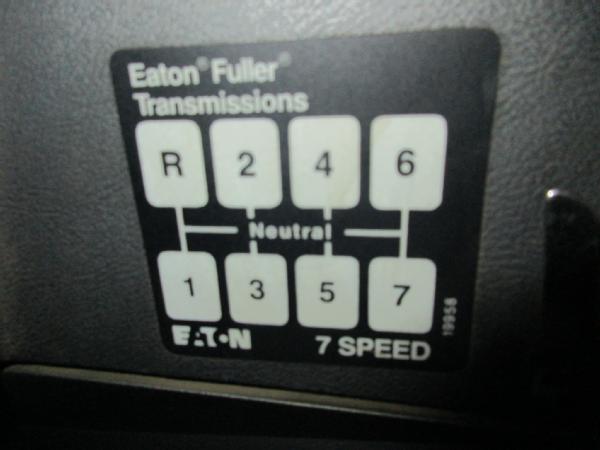 Eaton® Fuller®
Transmissions
R 2 4 6
Neutral
1 3 5 7
EATON 7 SPEED
19958